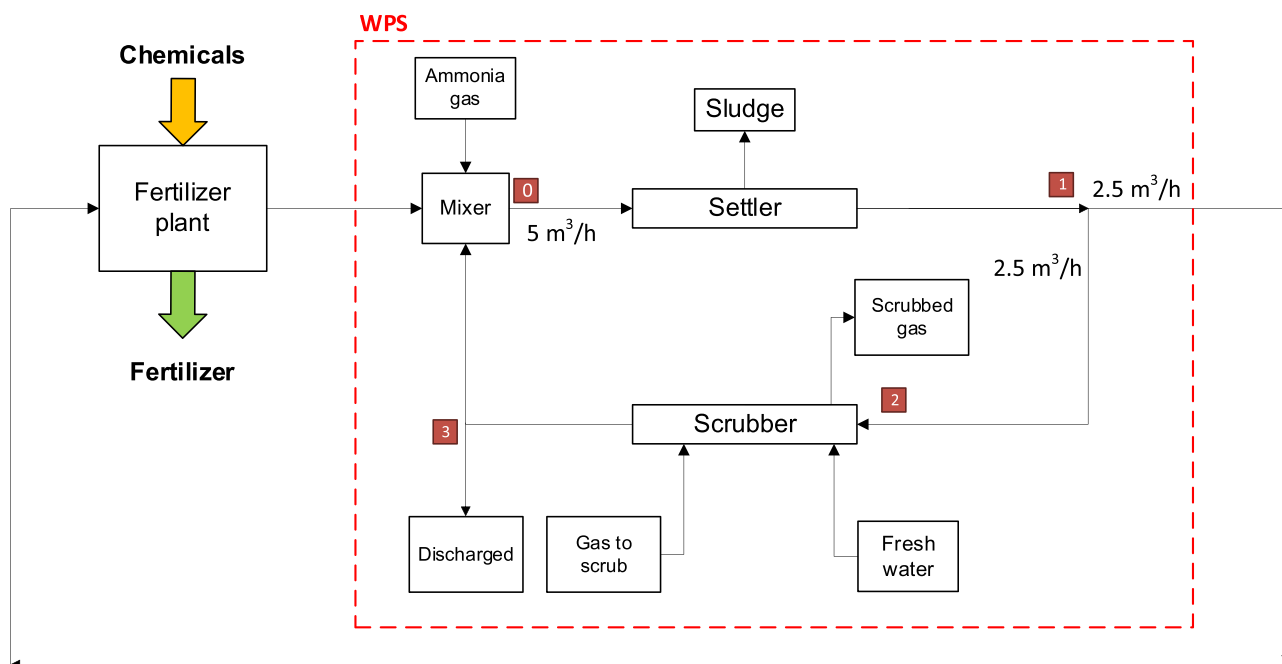 WPS
Chemicals
Ammonia
gas
Sludge
Fertilizer
plant
Mixer
0
5 m³/h
Settler
1
2.5 m³/h
2.5 m³/h
Scrubbed
gas
Fertilizer
2
Scrubber
3
Discharged
Gas to
scrub
Fresh
water